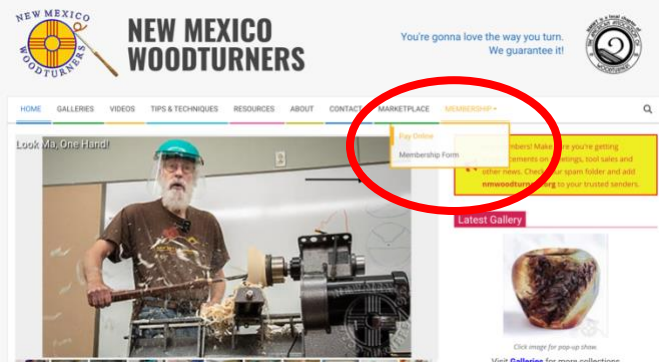 NEW MEXICO
WOODTURNERS
NEW MEXICO
WOODTURNERS
You're gonna love the way you turn.
We guarantee it!
HOME GALLERIES VIDEOS TIPS & TECHNIQUES RESOURCES ABOUT CONTACT MARKETPLACE MEMBERSHIP
Pay Online
Membership Form
Look Ma, One Hand!
mbers! Make sure you're getting
cements on meetings, tool sales and
other news. Check your spam folder and add
nmwoodturners.org to your trusted senders.
Latest Gallery
Click image for pop-up show.
Visit Galleries for more collections